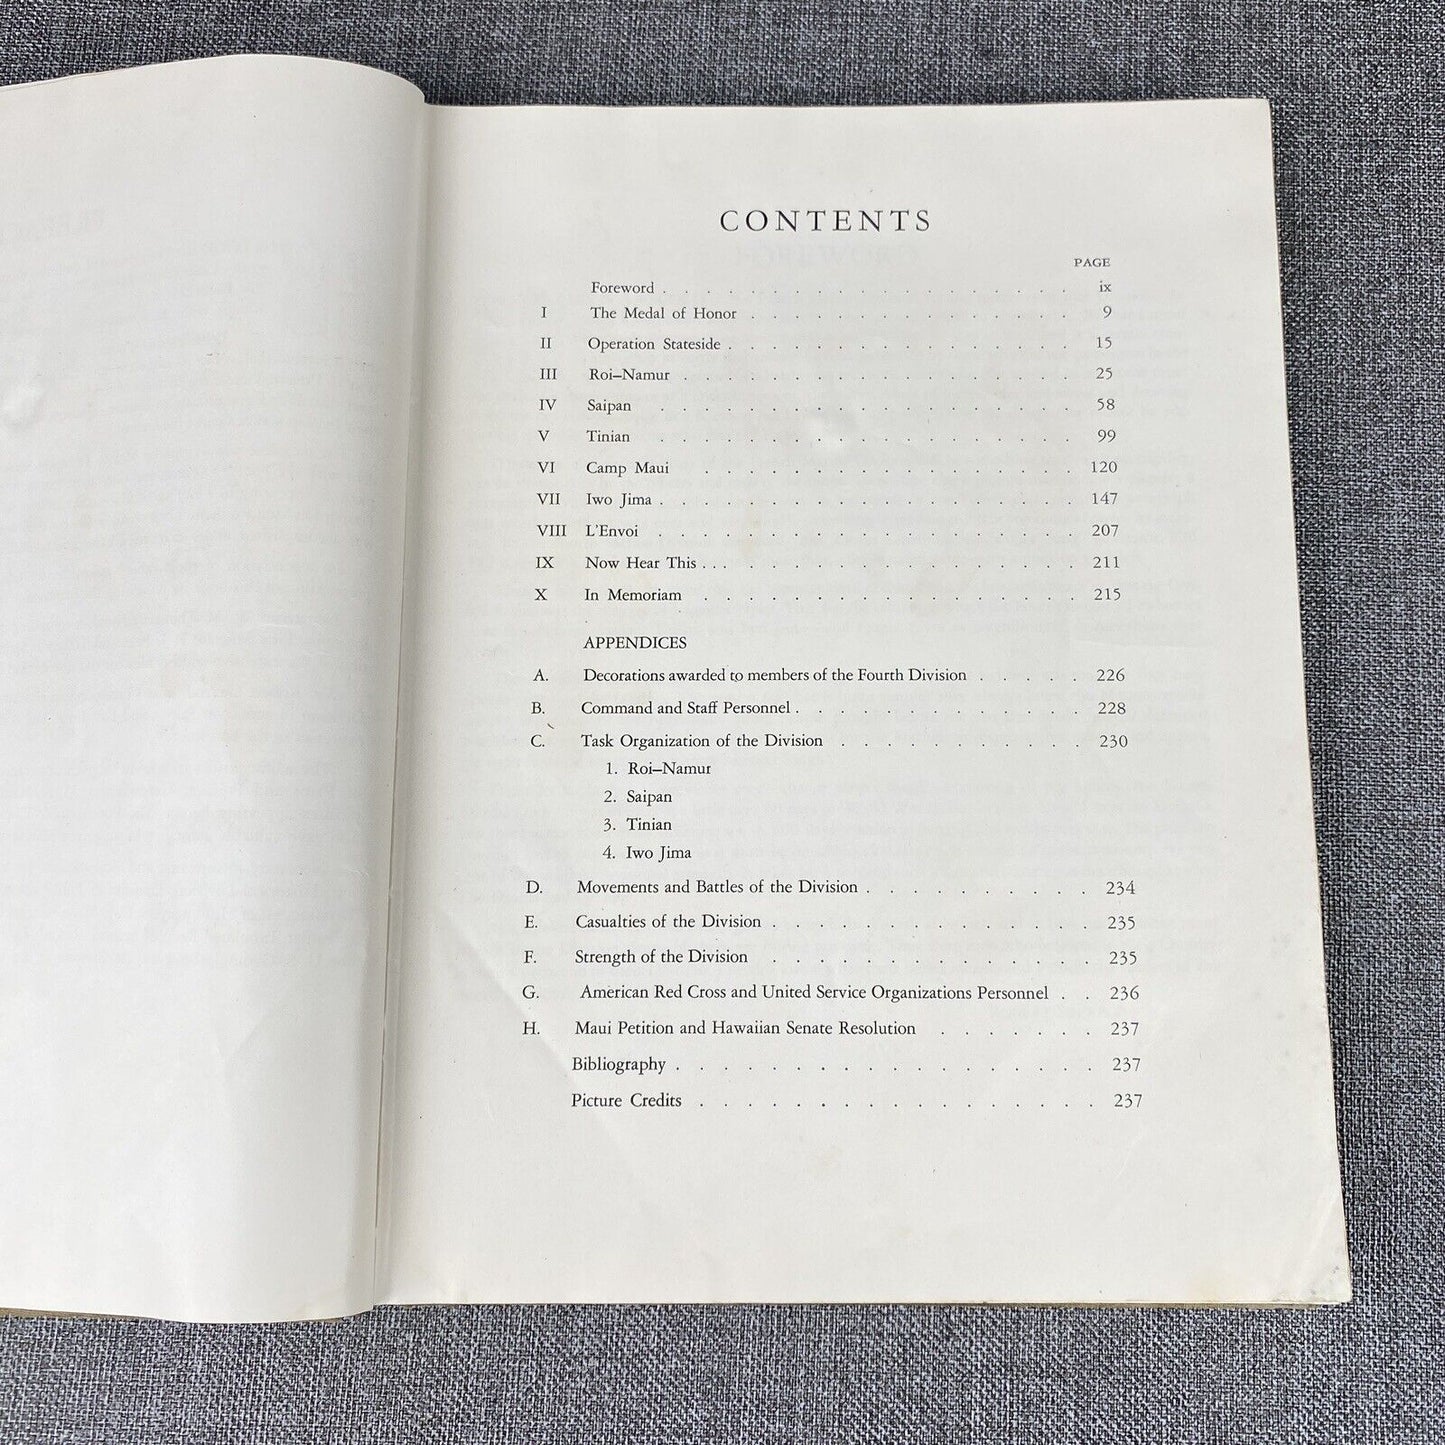 CONTENTS
PAGE
Foreword . . . . . . . . . . . . . . . . ix
I The Medal of Honor . . . . . . . . . . . . . 9
II Operation Stateside . . . . . . . . . . . . . 15
III Roi–Namur . . . . . . . . . . . . . . . 25
IV Saipan . . . . . . . . . . . . . . . . 58
V Tinian . . . . . . . . . . . . . . . . 99
VI Camp Maui . . . . . . . . . . . . . . 120
VII Iwo Jima . . . . . . . . . . . . . . . . 147
VIII L'Envoi . . . . . . . . . . . . . . . . 207
IX Now Hear This . . . . . . . . . . . . . . . 211
X In Memoriam . . . . . . . . . . . . . . 215
APPENDICES
A. Decorations awarded to members of the Fourth Division . . . . . 226
B. Command and Staff Personnel . . . . . . . . . . . 228
C. Task Organization of the Division . . . . . . . . . . 230
1. Roi–Namur
2. Saipan
3. Tinian
4. Iwo Jima
D. Movements and Battles of the Division . . . . . . . . . . 234
E. Casualties of the Division . . . . . . . . . . . . . 235
F. Strength of the Division . . . . . . . . . . . . . 235
G. American Red Cross and United Service Organizations Personnel . . 236
H. Maui Petition and Hawaiian Senate Resolution . . . . . . . 237
Bibliography . . . . . . . . . . . . . . . . . 237
Picture Credits . . . . . . . . . . . . . . . . 237